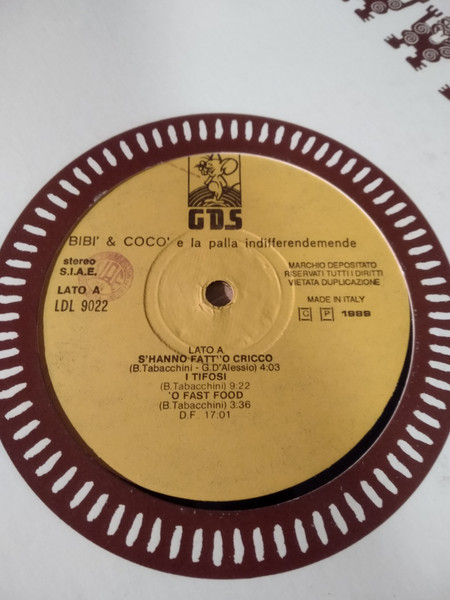 GDS
BIBI' & COCO' e la palla indifferendemende
stereo
S.I.A.E.
LATO A
LDL 9022
MARCHIO DEPOSITATO
RISERVATI TUTTI I DIRITTI
VIETATA DUPLICAZIONE
MADE IN ITALY
C P 1989
LATO A
S'HANNO FATT''O CRICCO
(B.Tabacchini - G.D'Alessio) 4:03
I TIFOSI
(B.Tabacchini) 9:22
'O FAST FOOD
(B.Tabacchini) 3:36
D.F. 17:01